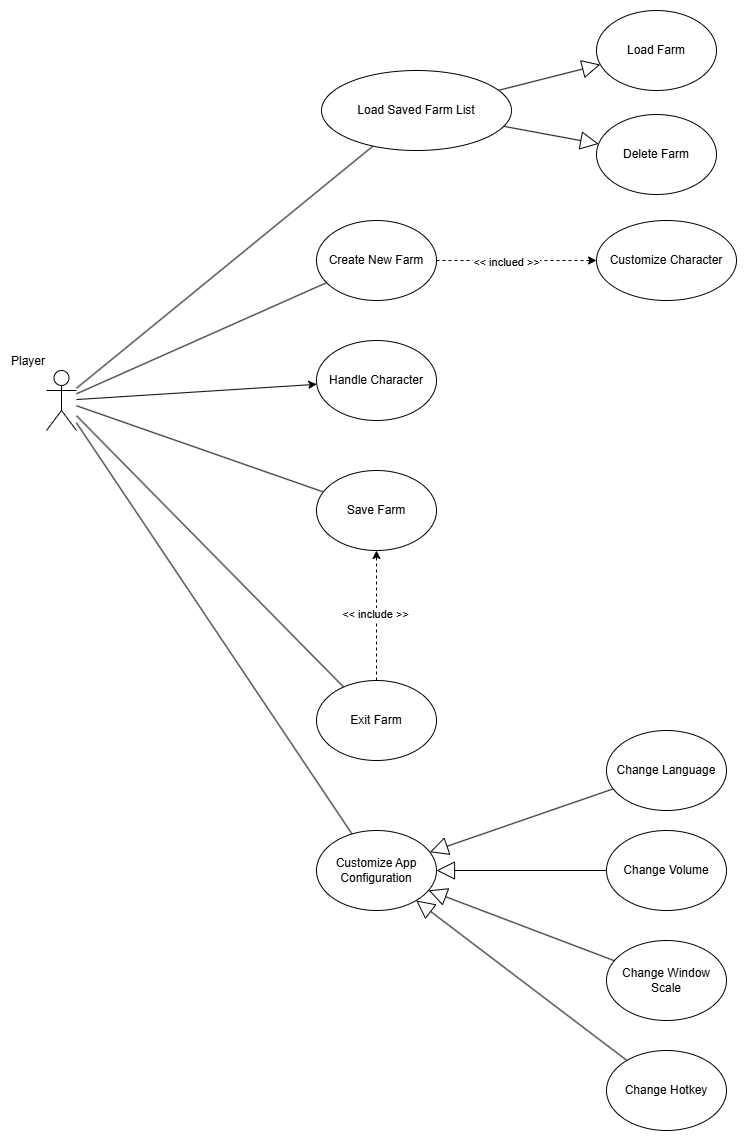 Load Farm
Load Saved Farm List
Delete Farm
Create New Farm
<< inclued >>
Customize Character
Player
Handle Character
Save Farm
<< include >>
Exit Farm
Change Language
Customize App
Configuration
Change Volume
Change Window
Scale
Change Hotkey